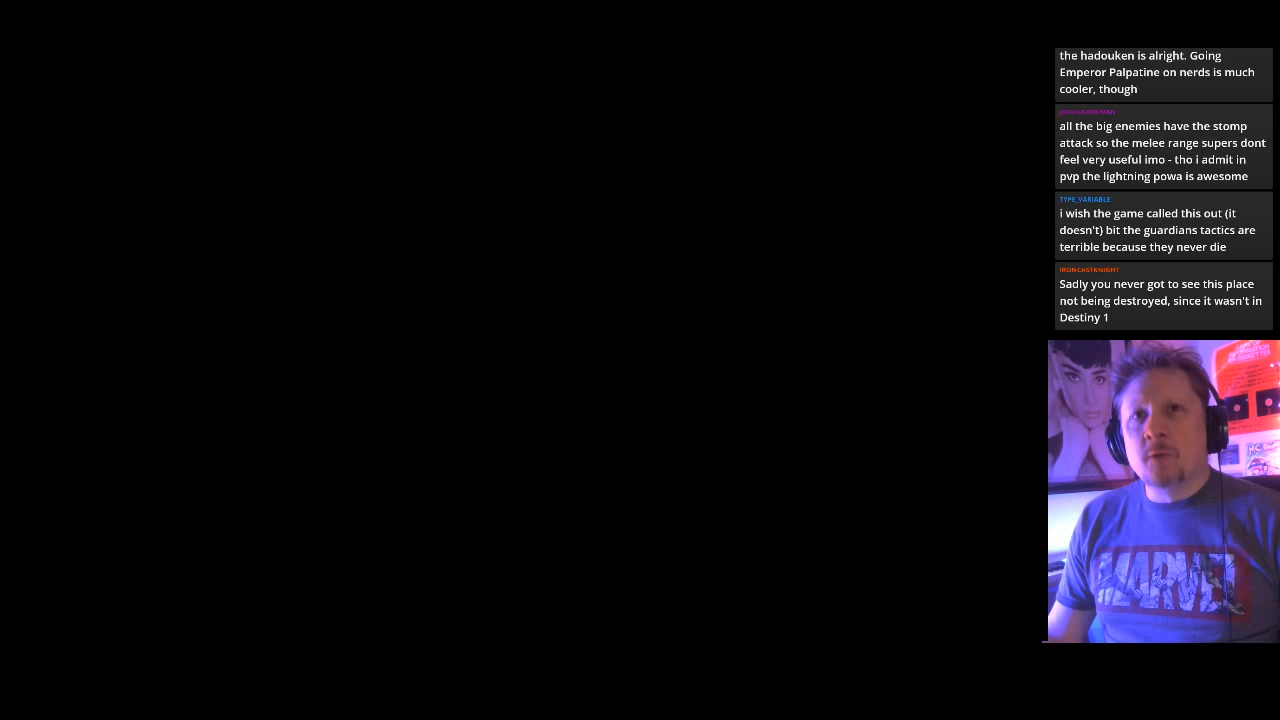 the hadouken is alright. Going
Emperor Palpatine on nerds is much
cooler, though
all the big enemies have the stomp
attack so the melee range supers dont
feel very useful imo - tho i admit in
pvp the lightning powa is awesome
TYPE_VARIABLE
i wish the game called this out (it
doesn't) bit the guardians tactics are
terrible because they never die
IRONCASTKNIGHT
Sadly you never got to see this place
not being destroyed, since it wasn't in
Destiny 1
MARVEL